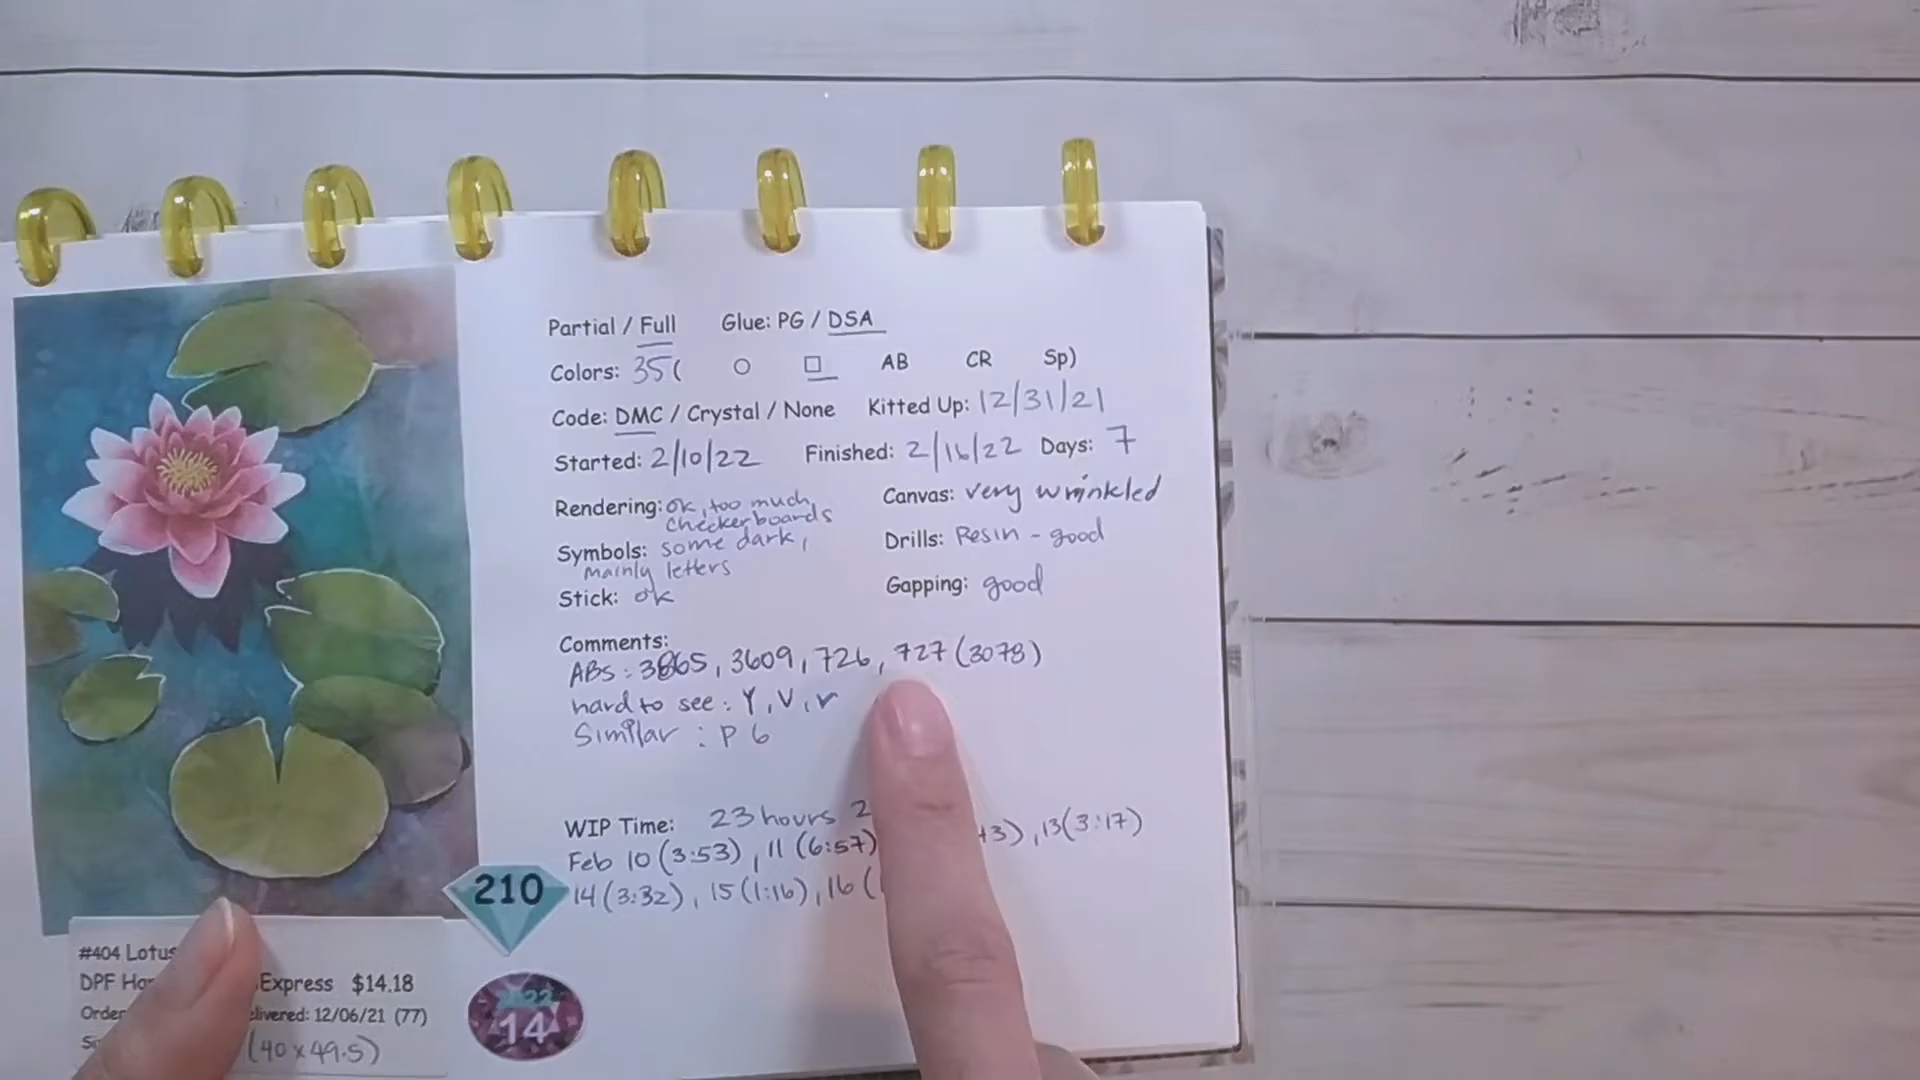 Partial / Full Glue: PG / DSA
Colors: 35( ○ □ AB CR Sp)
Code: DMC / Crystal / None Kitted Up: 12/31/21
Started: 2/10/22 Finished: 2/16/22 Days: 7
Rendering: ok, too much
checkerboards
Canvas: very wrinkled
Symbols: some dark,
mainly letters
Drills: Resin - good
Stick: ok
Gapping: good
Comments:
ABs: 3865, 3609, 726, 727 (3078)
hard to see: Y, V, r
Similar: P 6
WIP Time: 23 hours 2
Feb 10 (3:53), 11 (6:57) 3), 13 (3:17)
14 (3:32), 15 (1:16), 16 (
210
2022
14
#404 Lotus
DPF Express $14.18
12/06/21 (77)
(40 x 49.5)